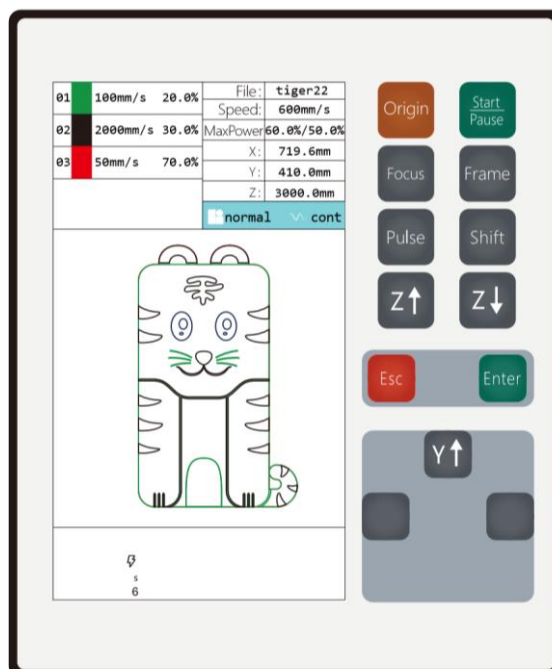 01 100mm/s 20.0%
02 2000mm/s 30.0%
03 50mm/s 70.0%
File: tiger22
Speed: 600mm/s
MaxPower 60.0%/50.0%
X: 719.6mm
Y: 410.0mm
Z: 3000.0mm
normal cont
s
6
Origin
Start
Pause
Focus
Frame
Pulse
Shift
Z↑
Z↓
Esc
Enter
Y↑